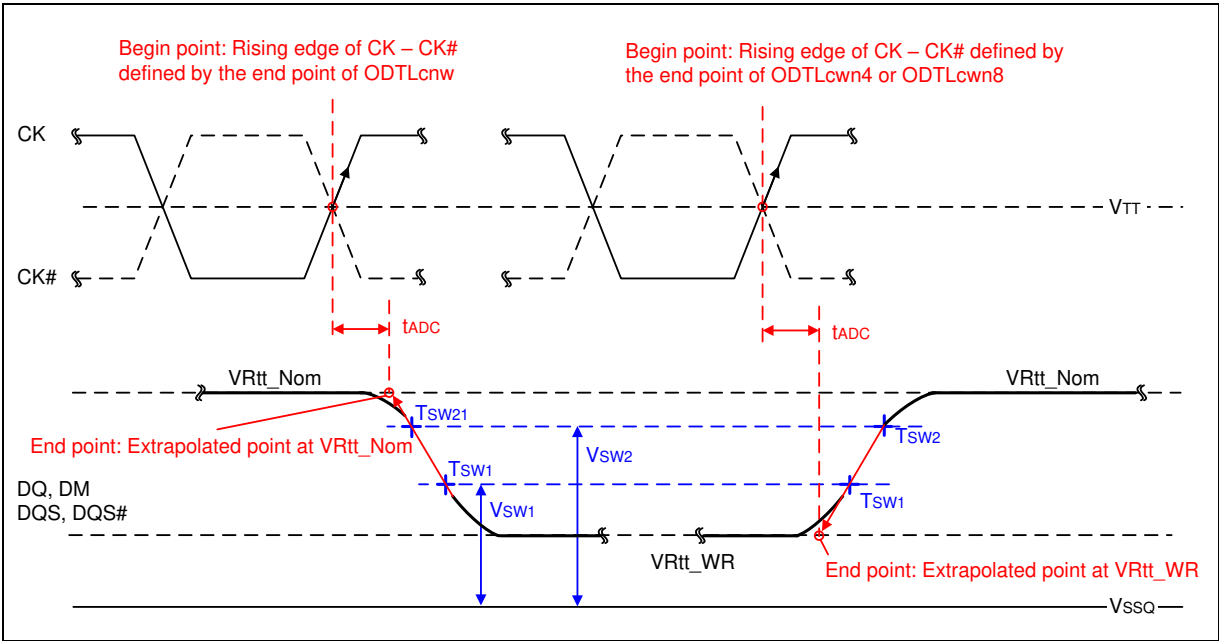 Begin point: Rising edge of CK – CK#
defined by the end point of ODTLcnw
Begin point: Rising edge of CK – CK# defined by
the end point of ODTLcwn4 or ODTLcwn8
CK
VTT
CK#
tADC
tADC
VRtt_Nom
VRtt_Nom
TSW21
End point: Extrapolated point at VRtt_Nom
TSW2
VSW2
TSW1
DQ, DM
DQS, DQS#
VSW1
TSW1
VRtt_WR
End point: Extrapolated point at VRtt_WR
VSSQ